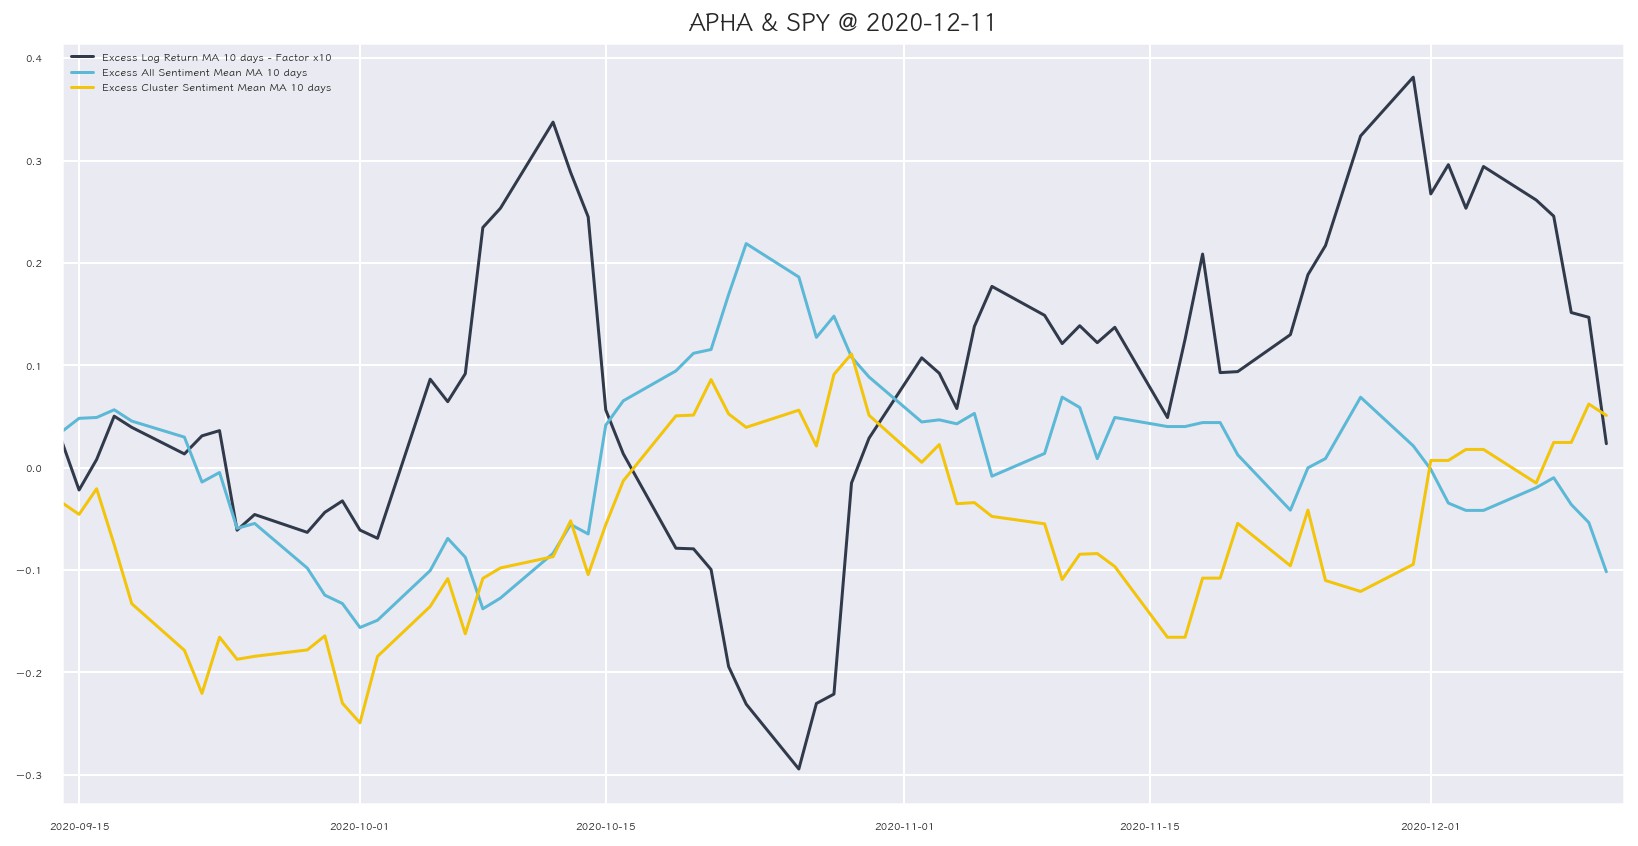 APHA & SPY @ 2020-12-11
Excess Log Return MA 10 days - Factor x10
Excess All Sentiment Mean MA 10 days
Excess Cluster Sentiment Mean MA 10 days
0.4
0.3
0.2
0.1
0.0
−0.1
−0.2
−0.3
2020-09-15 2020-10-01 2020-10-15 2020-11-01 2020-11-15 2020-12-01